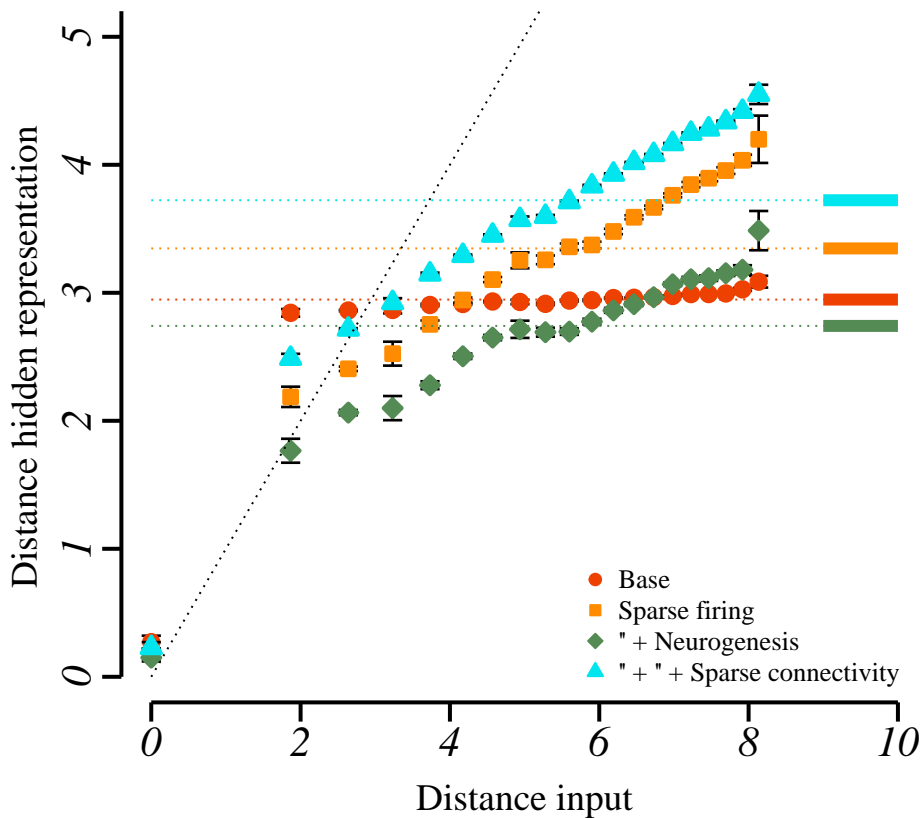 5
4
3
2
1
0
Distance hidden representation
Base
Sparse firing
" + Neurogenesis
" + " + Sparse connectivity
0 2 4 6 8 10
Distance input